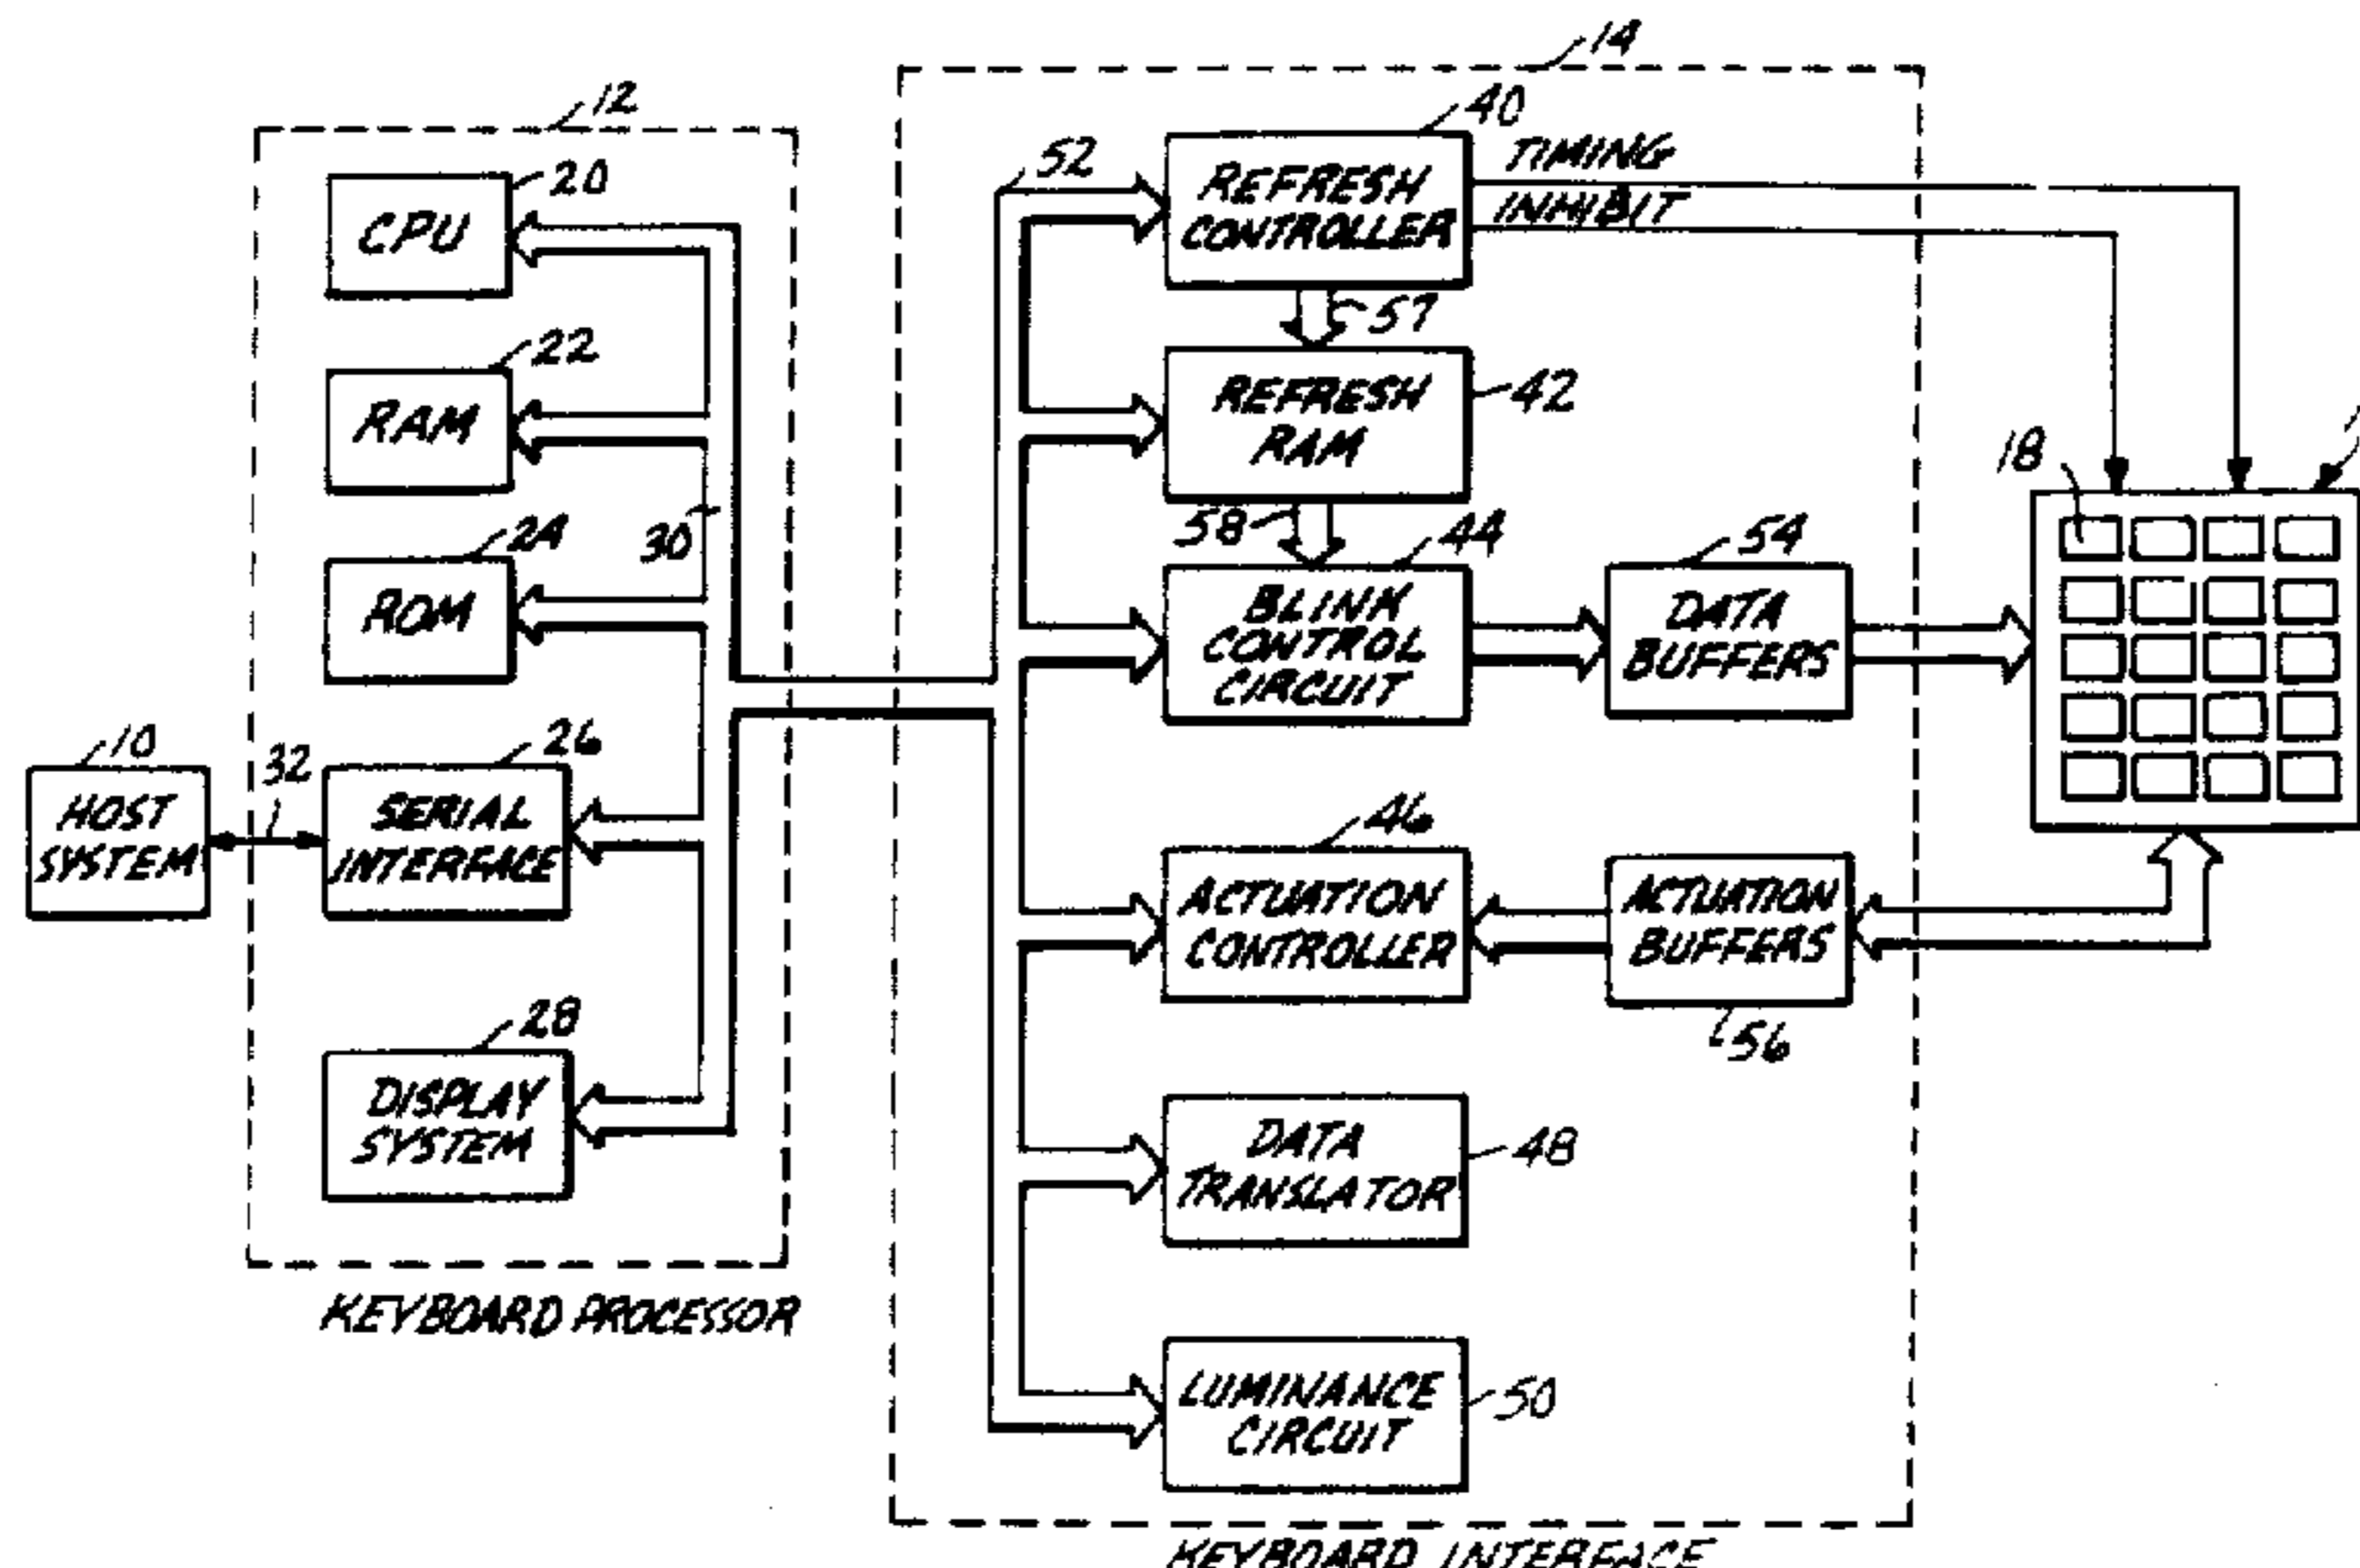 12
20
CPU
22
RAM
24
ROM
30
10
HOST
SYSTEM
32
26
SERIAL
INTERFACE
28
DISPLAY
SYSTEM
KEYBOARD PROCESSOR
14
52
40
REFRESH
CONTROLLER
TIMING
INHIBIT
57
REFRESH
RAM
42
58
44
BLINK
CONTROL
CIRCUIT
54
DATA
BUFFERS
18
46
ACTUATION
CONTROLLER
ACTUATION
BUFFERS
56
DATA
TRANSLATOR
48
LUMINANCE
CIRCUIT
50
KEYBOARD INTERFACE